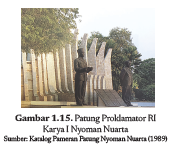 Gambar 1.15. Patung Proklamator RI
Karya I Nyoman Nuarta
Sumber: Katalog Pameran Patung Nyoman Nuarta (1989)